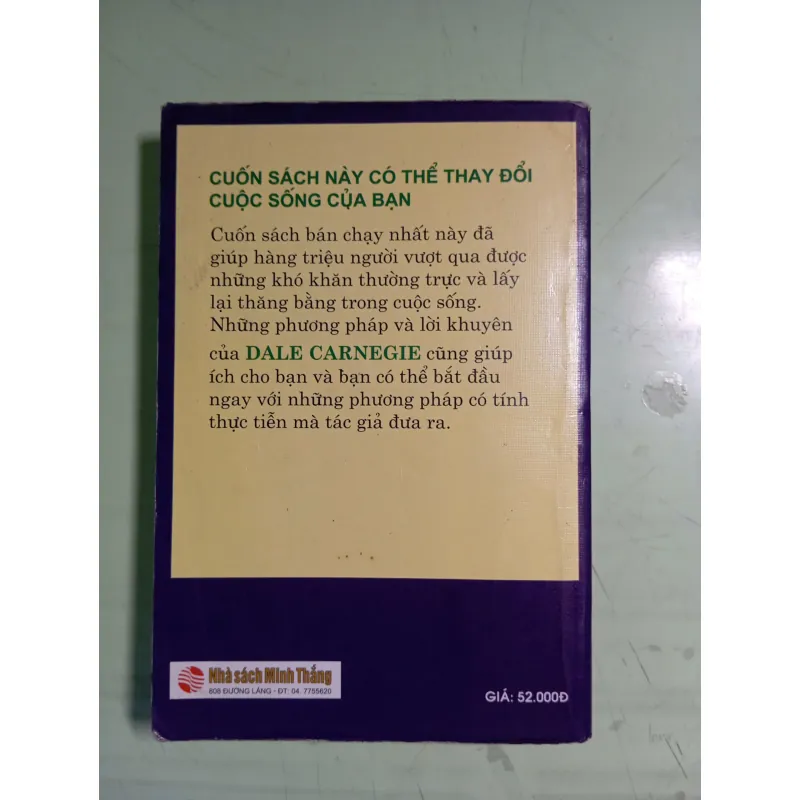 CUỐN SÁCH NÀY CÓ THỂ THAY ĐỔI
CUỘC SỐNG CỦA BẠN
Cuốn sách bán chạy nhất này đã
giúp hàng triệu người vượt qua được
những khó khăn thường trực và lấy
lại thăng bằng trong cuộc sống.
Những phương pháp và lời khuyên
của DALE CARNEGIE cũng giúp
ích cho bạn và bạn có thể bắt đầu
ngay với những phương pháp có tính
thực tiễn mà tác giả đưa ra.
Nhà sách Minh Thắng
808 ĐƯỜNG LÁNG - ĐT: 04. 7755620
GIÁ: 52.000Đ